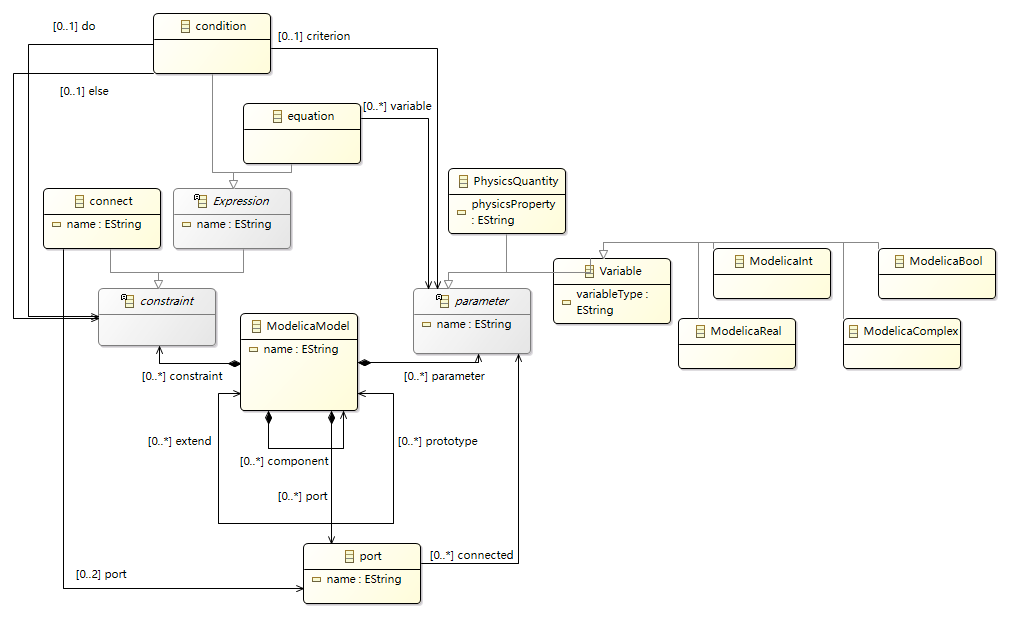 [0..1] do
condition
[0..1] criterion
[0..1] else
[0..*] variable
equation
PhysicsQuantity
physicsProperty
: EString
connect
name : EString
Expression
name : EString
Variable
variableType :
EString
ModelicaInt
ModelicaBool
constraint
parameter
name : EString
ModelicaModel
name : EString
ModelicaReal
ModelicaComplex
[0..*] constraint
[0..*] parameter
[0..*] extend
[0..*] prototype
[0..*] component
[0..*] port
port
name : EString
[0..*] connected
[0..2] port